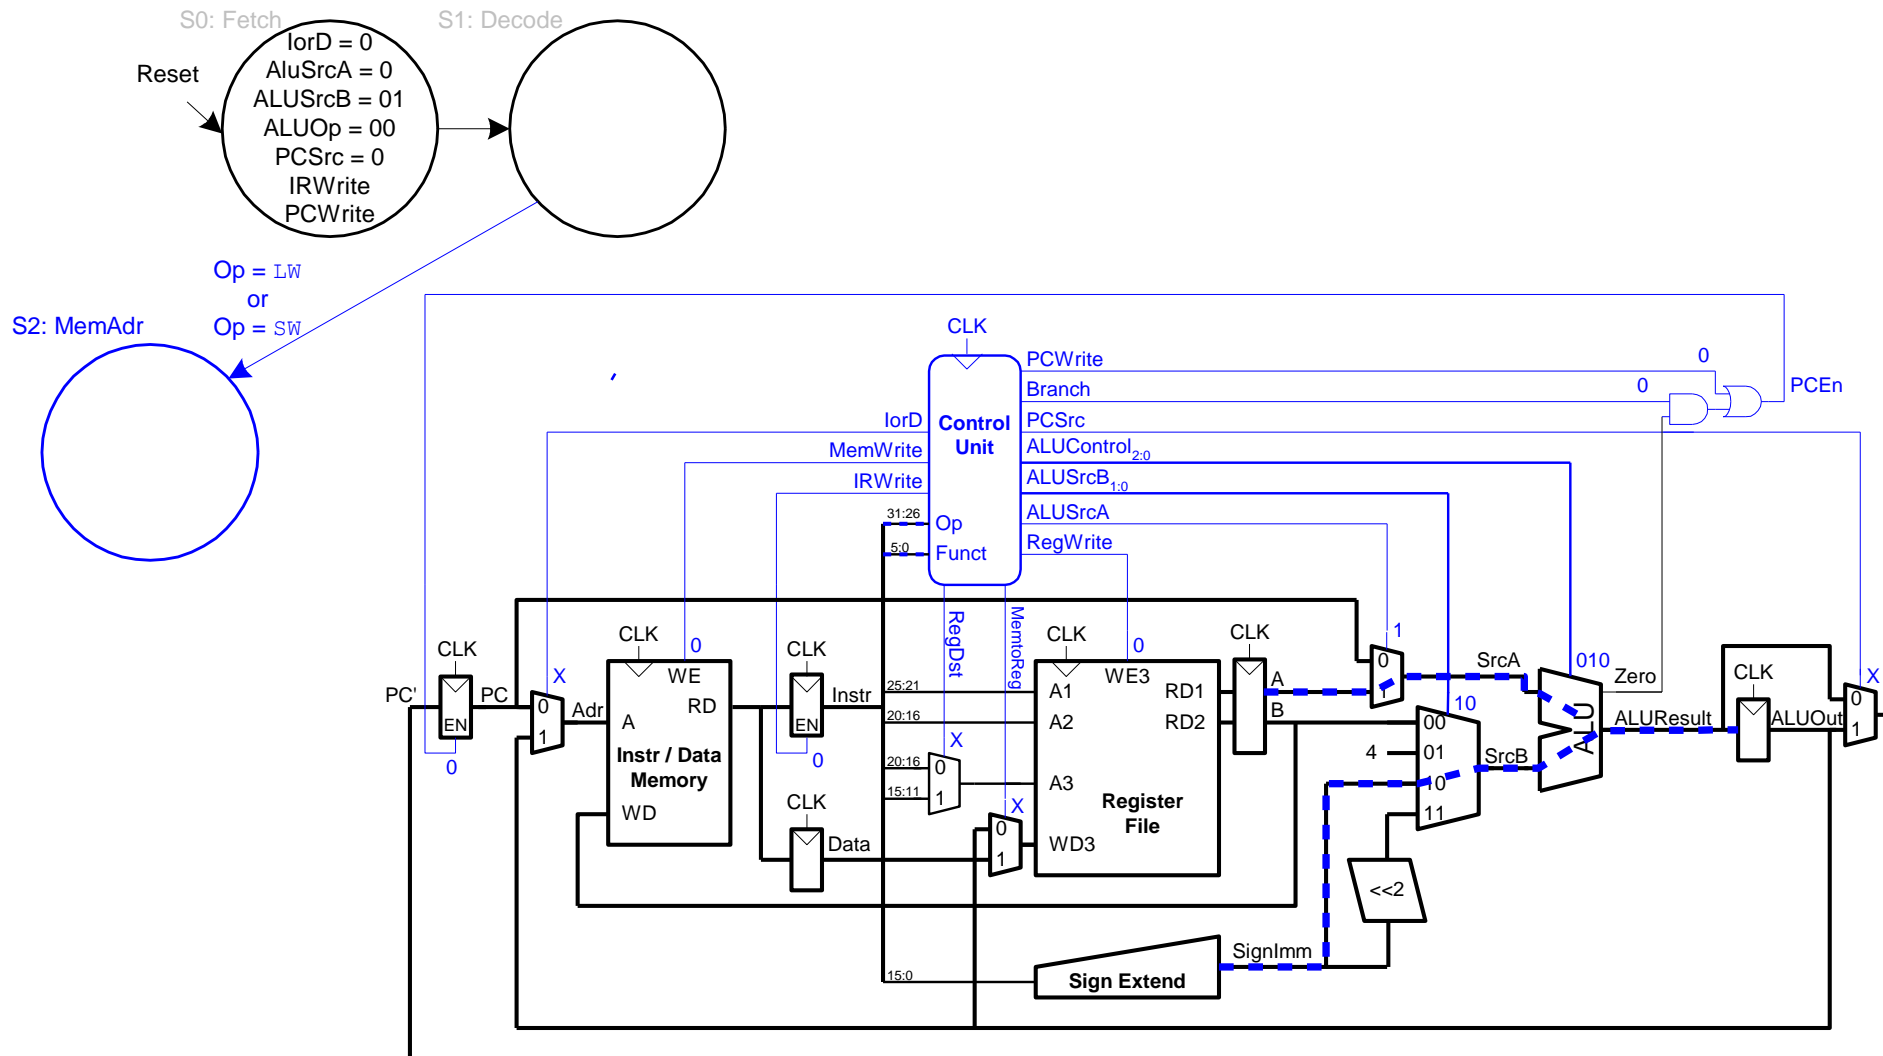 S0: Fetch
S1: Decode
Reset
IorD = 0
AluSrcA = 0
ALUSrcB = 01
ALUOp = 00
PCSrc = 0
IRWrite
PCWrite
Op = LW
or
Op = SW
S2: MemAdr
CLK
PCWrite
0
Branch
0
PCEn
IorD
Control
Unit
PCSrc
MemWrite
ALUControl2:0
IRWrite
ALUSrcB1:0
31:26
Op
ALUSrcA
5:0
Funct
RegWrite
RegDst
MemtoReg
CLK
CLK
CLK
CLK
CLK
CLK
PC'
EN
0
PC
X
0
1
Adr
0
WE
A
RD
Instr / Data
Memory
WD
EN
0
Instr
CLK
Data
25:21
20:16
20:16
15:11
X
0
1
X
0
1
0
WE3
A1
RD1
A2
RD2
A3
Register
File
WD3
A
B
1
0
1
SrcA
10
00
4
01
10
11
SrcB
<<2
010
ALU
Zero
ALUResult
ALUOut
X
0
1
15:0
Sign Extend
SignImm